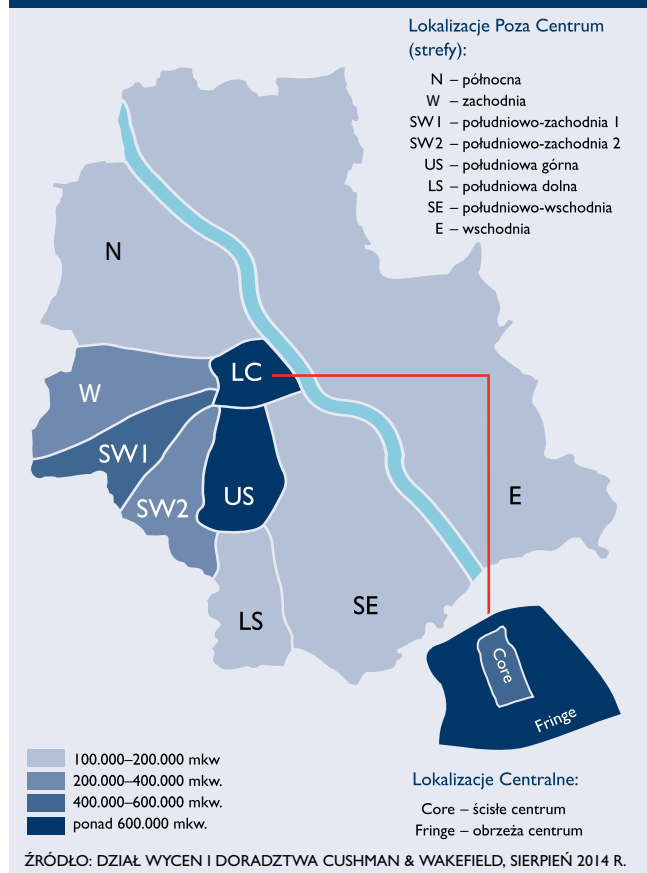 Lokalizacje Poza Centrum
(strefy):
N – północna
W – zachodnia
SW1 – południowo-zachodnia 1
SW2 – południowo-zachodnia 2
US – południowa górna
LS – południowa dolna
SE – południowo-wschodnia
E – wschodnia
N
LC
W
SW1
US
SW2
E
SE
LS
Core
Fringe
100.000–200.000 mkw
200.000–400.000 mkw.
400.000–600.000 mkw.
ponad 600.000 mkw.
Lokalizacje Centralne:
Core – ścisłe centrum
Fringe – obrzeża centrum
ŹRÓDŁO: DZIAŁ WYCEN I DORADZTWA CUSHMAN & WAKEFIELD, SIERPIEŃ 2014 R.